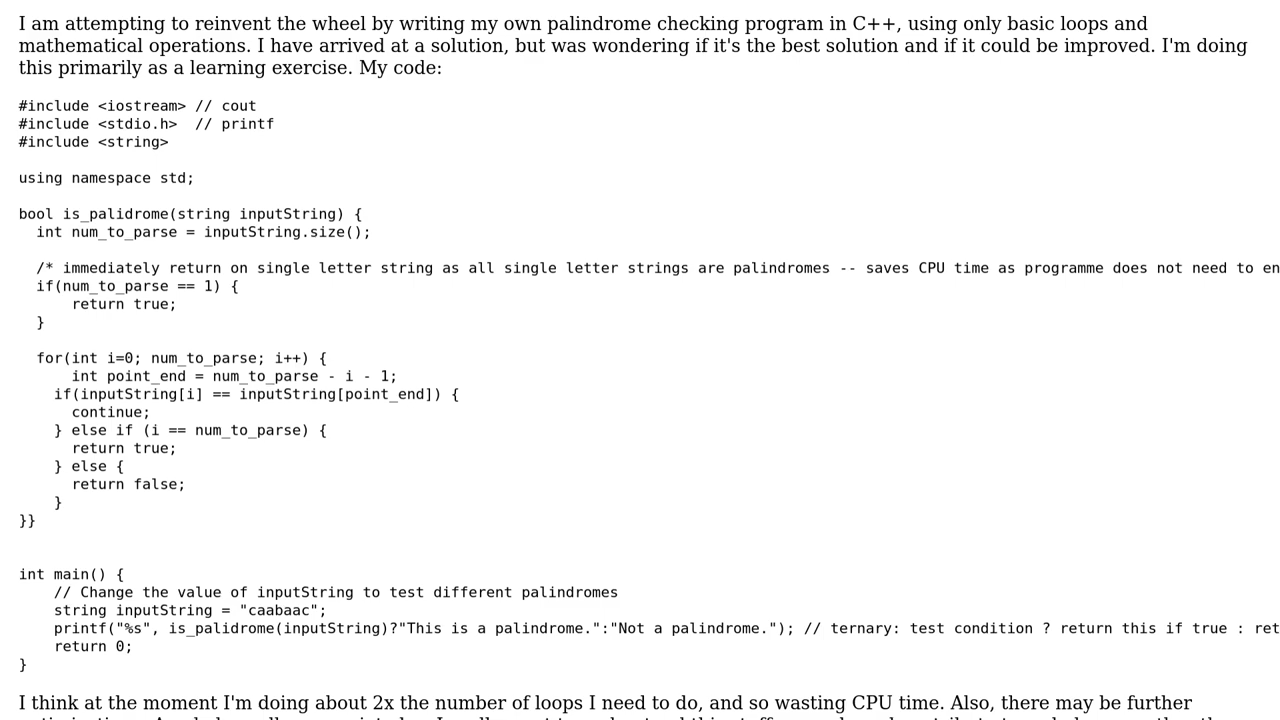 I am attempting to reinvent the wheel by writing my own palindrome checking program in C++, using only basic loops and
mathematical operations. I have arrived at a solution, but was wondering if it's the best solution and if it could be improved. I'm doing
this primarily as a learning exercise. My code:
#include <iostream> // cout
#include <stdio.h>  // printf
#include <string>
using namespace std;
bool is_palidrome(string inputString) {
  int num_to_parse = inputString.size();
  /* immediately return on single letter string as all single letter strings are palindromes -- saves CPU time as programme does not need to en
  if(num_to_parse == 1) {
      return true;
  }
  for(int i=0; num_to_parse; i++) {
      int point_end = num_to_parse - i - 1;
    if(inputString[i] == inputString[point_end]) {
      continue;
    } else if (i == num_to_parse) {
      return true;
    } else {
      return false;
    }
}}
int main() {
    // Change the value of inputString to test different palindromes
    string inputString = "caabaac";
    printf("%s", is_palidrome(inputString)?"This is a palindrome.":"Not a palindrome."); // ternary: test condition ? return this if true : ret
    return 0;
}
I think at the moment I'm doing about 2x the number of loops I need to do, and so wasting CPU time. Also, there may be further